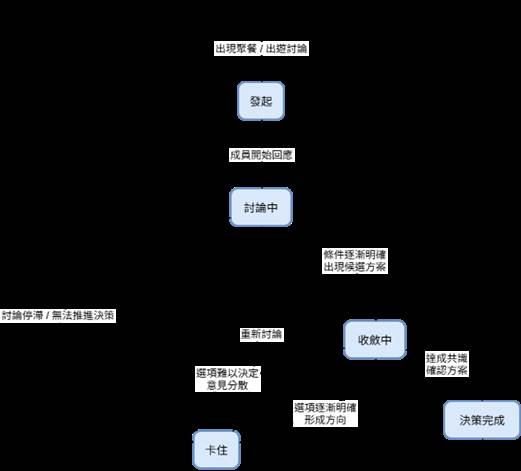 出現聚餐 / 出遊討論
發起
成員開始回應
討論中
條件逐漸明確
出現候選方案
討論停滯 / 無法推進決策
重新討論
收斂中
達成共識
確認方案
選項難以決定
意見分散
選項逐漸明確
形成方向
決策完成
卡住